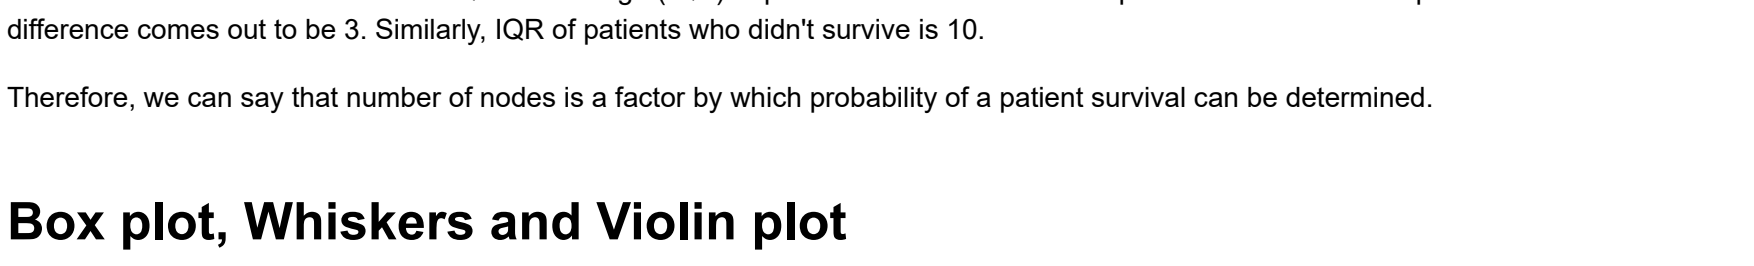 difference comes out to be 3. Similarly, IQR of patients who didn't survive is 10.
Therefore, we can say that number of nodes is a factor by which probability of a patient survival can be determined.
Box plot, Whiskers and Violin plot